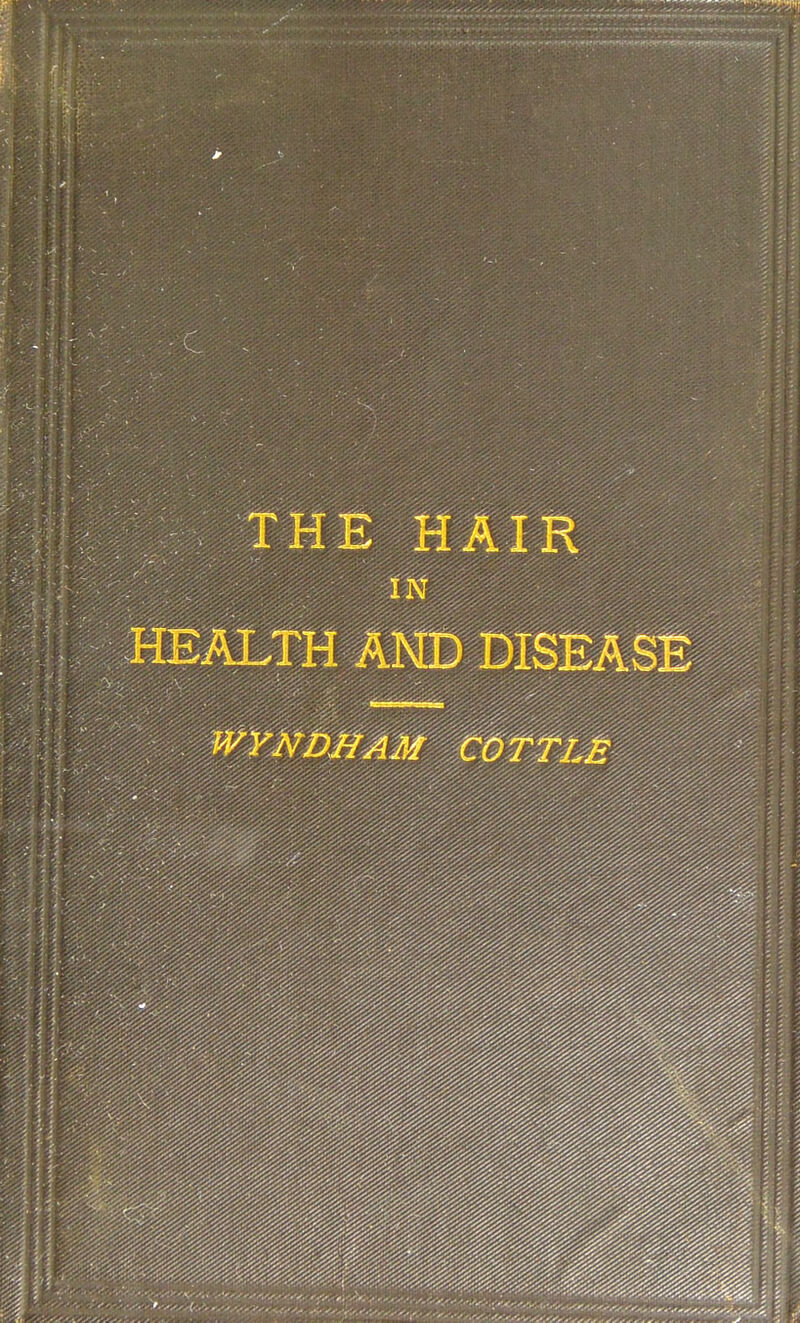 THE HAIR
IN
HEALTH AND DISEASE
WYNDHAM COTTLE